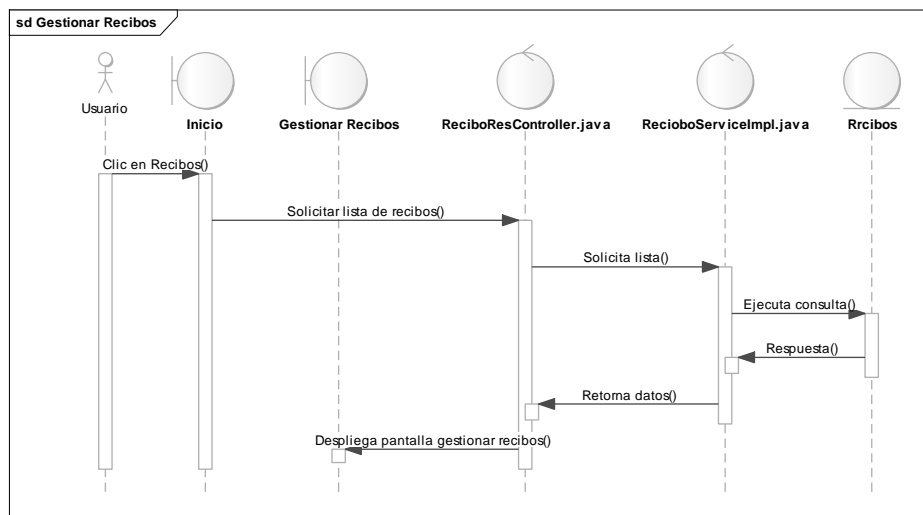 sd Gestionar Recibos
Usuario
Inicio
Gestionar Recibos
ReciboResController.java
RecioboServiceImpl.java
Rrcibos
Clic en Recibos()
Solicitar lista de recibos()
Solicita lista()
Ejecuta consulta()
Respuesta()
Retorna datos()
Despliega pantalla gestionar recibos()